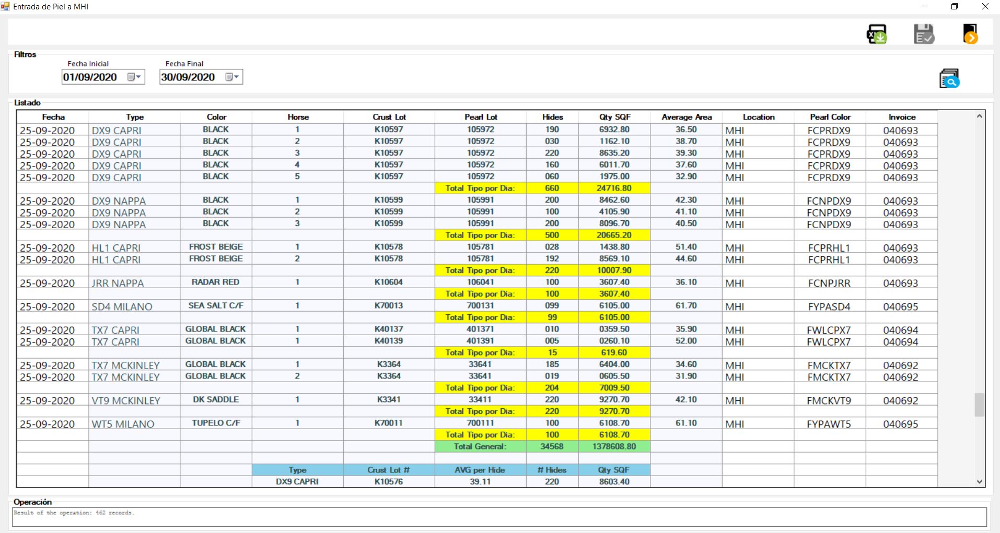 Entrada de Piel a MHI
Filtros
Fecha Inicial Fecha Final
01/09/2020 30/09/2020
Listado
Fecha Type Color Horse Crust Lot Pearl Lot Hides Qty SQF Average Area Location Pearl Color Invoice
25-09-2020 DX9 CAPRI BLACK 1 K10597 105972 190 6932.80 36.50 MHI FCPRDX9 040693
25-09-2020 DX9 CAPRI BLACK 2 K10597 105972 030 1162.10 38.70 MHI FCPRDX9 040693
25-09-2020 DX9 CAPRI BLACK 3 K10597 105972 220 8635.20 39.30 MHI FCPRDX9 040693
25-09-2020 DX9 CAPRI BLACK 4 K10597 105972 160 6011.70 37.60 MHI FCPRDX9 040693
25-09-2020 DX9 CAPRI BLACK 5 K10597 105972 060 1975.00 32.90 MHI FCPRDX9 040693
Total Tipo por Dia: 660 24716.80
25-09-2020 DX9 NAPPA BLACK 1 K10599 105991 200 8462.60 42.30 MHI FCNPDX9 040693
25-09-2020 DX9 NAPPA BLACK 2 K10599 105991 100 4105.90 41.10 MHI FCNPDX9 040693
25-09-2020 DX9 NAPPA BLACK 3 K10599 105991 200 8096.70 40.50 MHI FCNPDX9 040693
Total Tipo por Dia: 500 20665.20
25-09-2020 HL1 CAPRI FROST BEIGE 1 K10578 105781 028 1438.80 51.40 MHI FCPRHL1 040693
25-09-2020 HL1 CAPRI FROST BEIGE 2 K10578 105781 192 8569.10 44.60 MHI FCPRHL1 040693
Total Tipo por Dia: 220 10007.90
25-09-2020 JRR NAPPA RADAR RED 1 K10604 106041 100 3607.40 36.10 MHI FCNPJRR 040693
Total Tipo por Dia: 100 3607.40
25-09-2020 SD4 MILANO SEA SALT C/F 1 K70013 700131 099 6105.00 61.70 MHI FYPASD4 040695
Total Tipo por Dia: 99 6105.00
25-09-2020 TX7 CAPRI GLOBAL BLACK 1 K40137 401371 010 0359.50 35.90 MHI FWLCPX7 040694
25-09-2020 TX7 CAPRI GLOBAL BLACK 1 K40139 401391 005 0260.10 52.00 MHI FWLCPX7 040694
Total Tipo por Dia: 15 619.60
25-09-2020 TX7 MCKINLEY GLOBAL BLACK 1 K3364 33641 185 6404.00 34.60 MHI FMCKTX7 040692
25-09-2020 TX7 MCKINLEY GLOBAL BLACK 2 K3364 33641 019 0605.50 31.90 MHI FMCKTX7 040692
Total Tipo por Dia: 204 7009.50
25-09-2020 VT9 MCKINLEY DK SADDLE 1 K3341 33411 220 9270.70 42.10 MHI FMCKVT9 040692
Total Tipo por Dia: 220 9270.70
25-09-2020 WT5 MILANO TUPELO C/F 1 K70011 700111 100 6108.70 61.10 MHI FYPAWT5 040695
Total Tipo por Dia: 100 6108.70
Total General: 34568 1378608.80
Type Crust Lot # AVG per Hide # Hides Qty SQF
DX9 CAPRI K10576 39.11 220 8603.40
Operación
Result of the operation: 462 records.